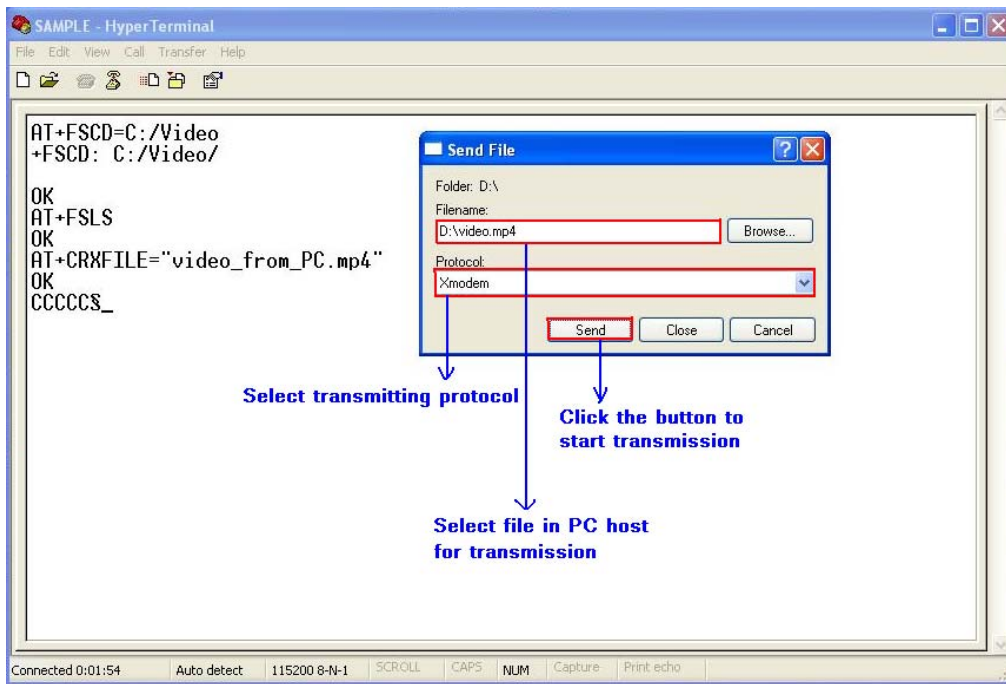 SAMPLE - HyperTerminal
File Edit View Call Transfer Help
AT+FSCD=C:/Video
+FSCD: C:/Video/
OK
AT+FSLS
OK
AT+CRXFILE="video_from_PC.mp4"
OK
CCCCC§_
Send File
Folder: D:\
Filename:
D:\video.mp4
Browse...
Protocol:
Xmodem
Send Close Cancel
Select transmitting protocol
Click the button to
start transmission
Select file in PC host
for transmission
Connected 0:01:54 Auto detect 115200 8-N-1 SCROLL CAPS NUM Capture Print echo